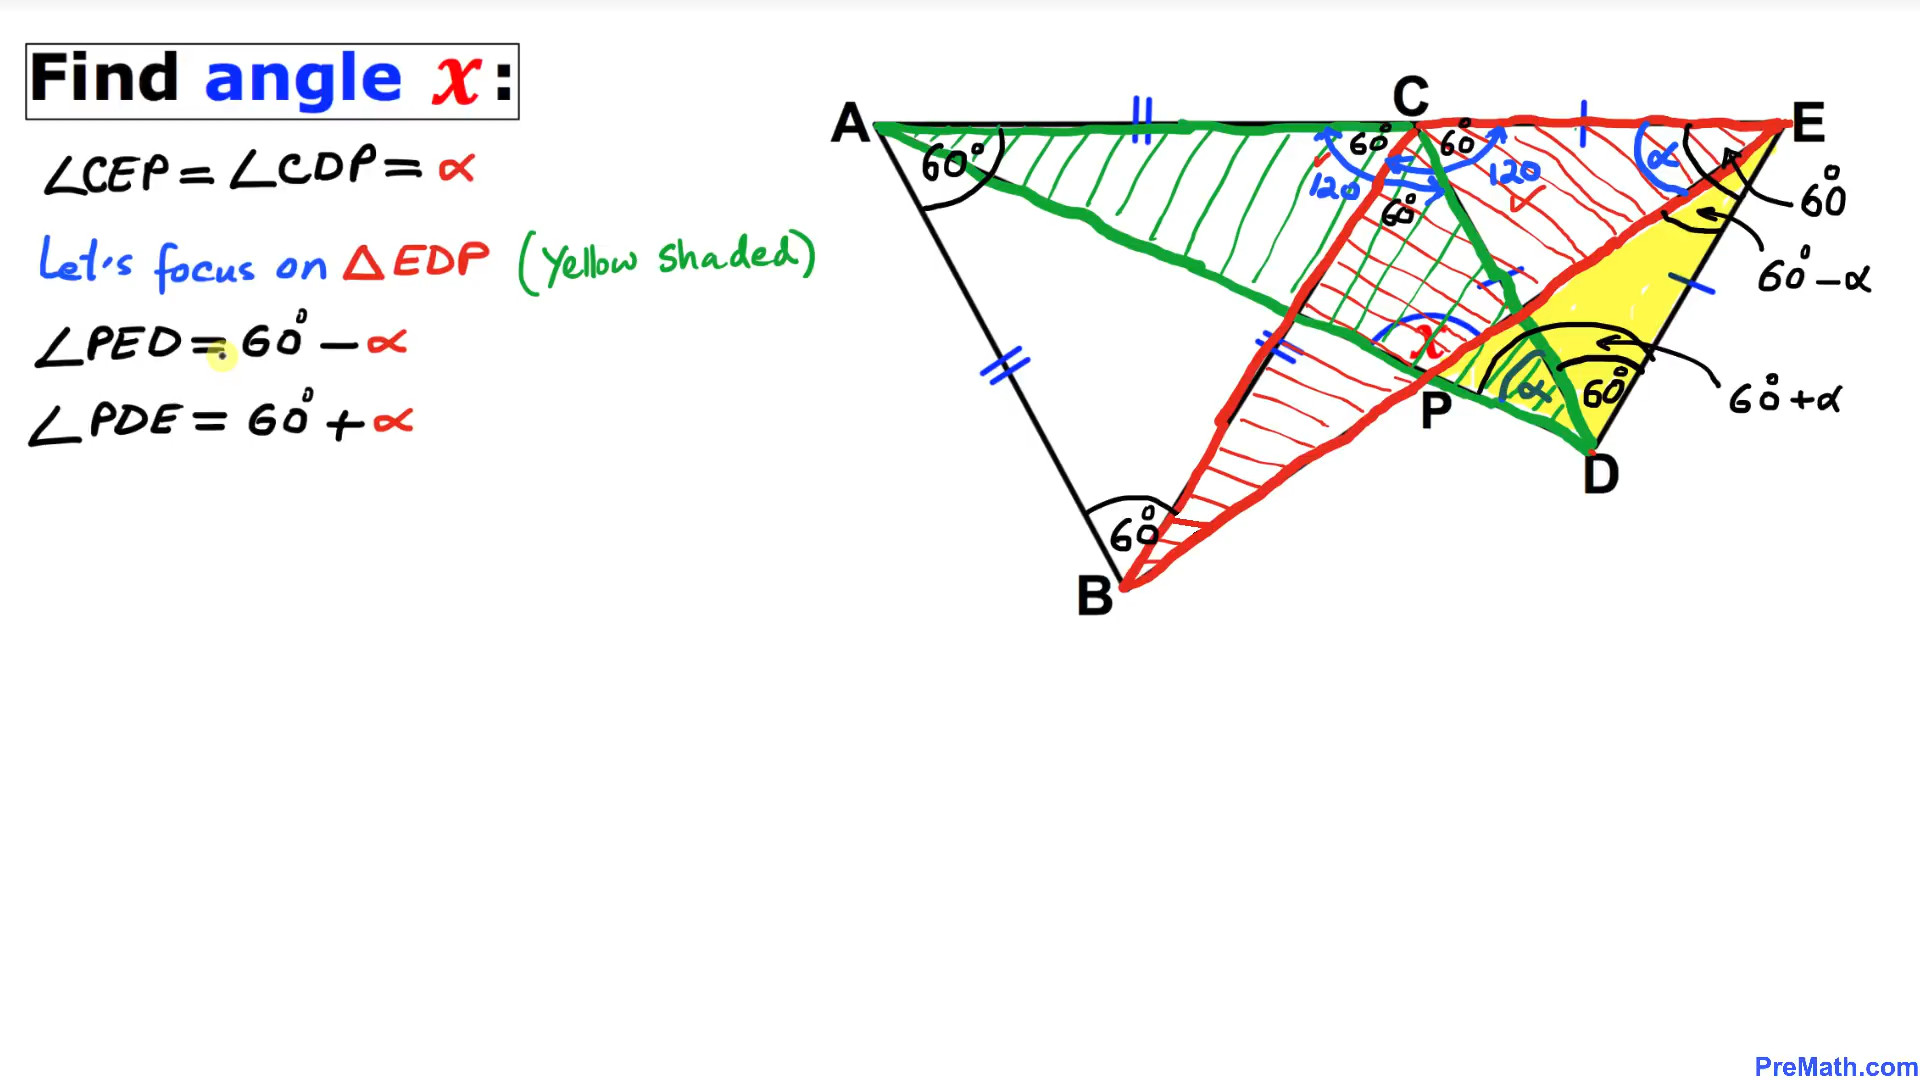 Find angle x:
∠CEP = ∠CDP = α
Let's focus on △EDP (Yellow shaded)
∠PED = 60° − α
∠PDE = 60° + α
A
C
E
60°
60°
60°
α
120
120
60°
60°
60° − α
x
P
α
60°
60° + α
D
60°
B
PreMath.com